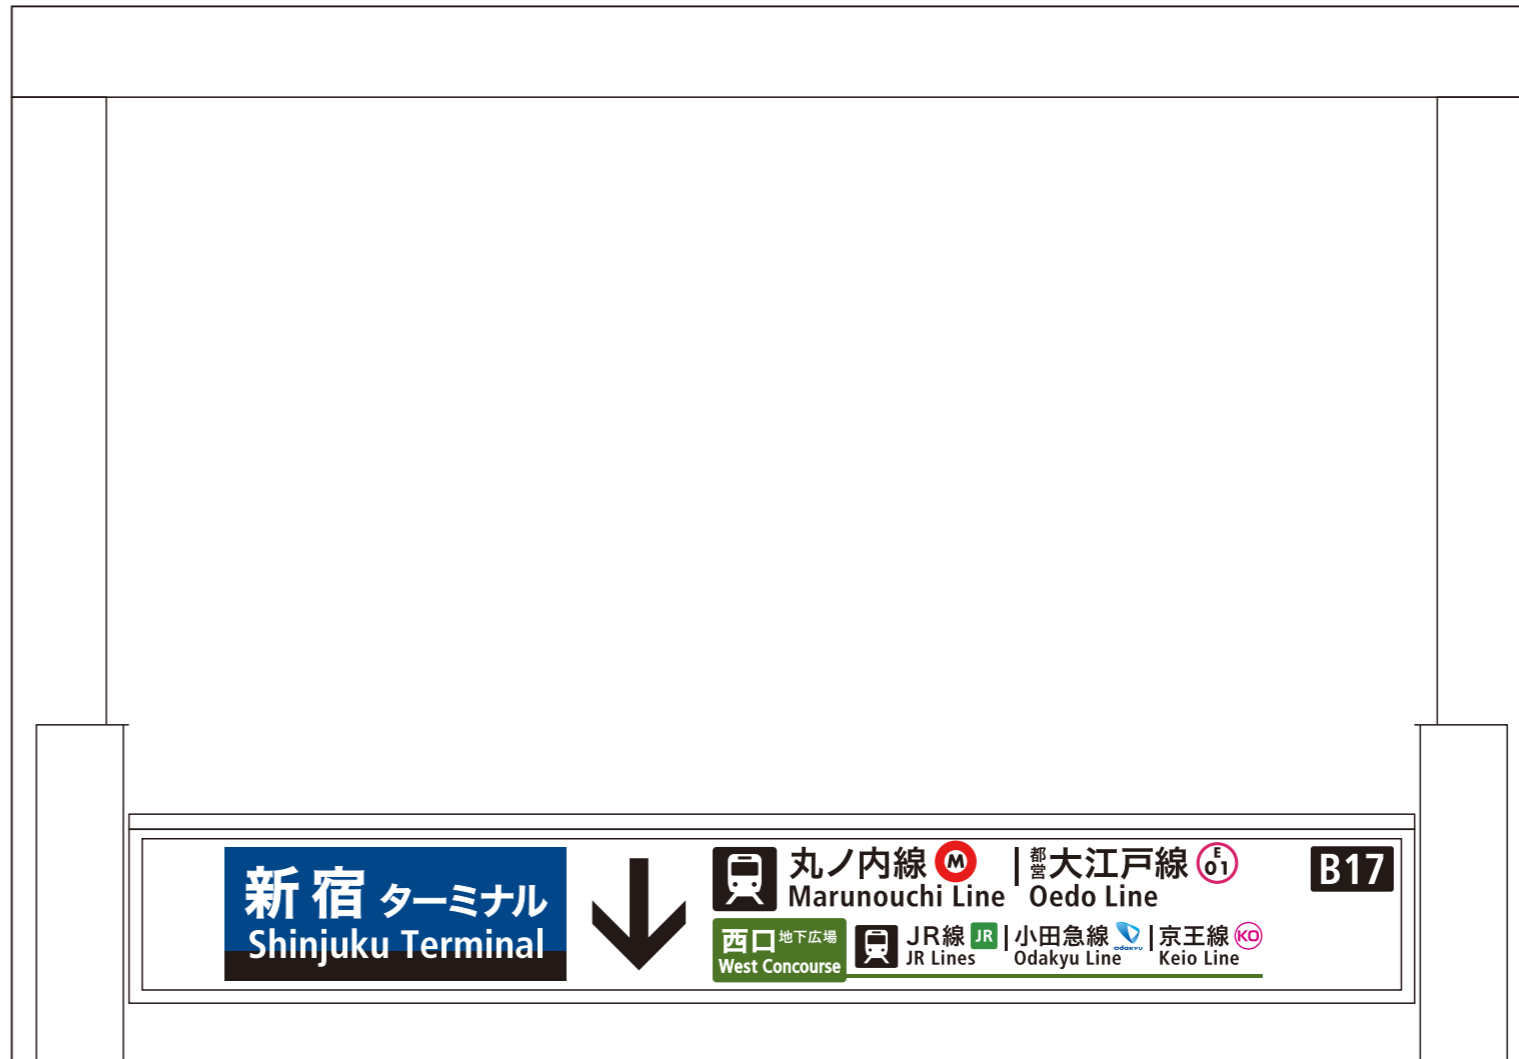 新宿 ターミナル
Shinjuku Terminal
丸ノ内線 M | 都営 大江戸線 E 01
Marunouchi Line Oedo Line
B17
西口 地下広場
West Concourse
JR線 JR | 小田急線 ODAKYU | 京王線 KO
JR Lines Odakyu Line Keio Line